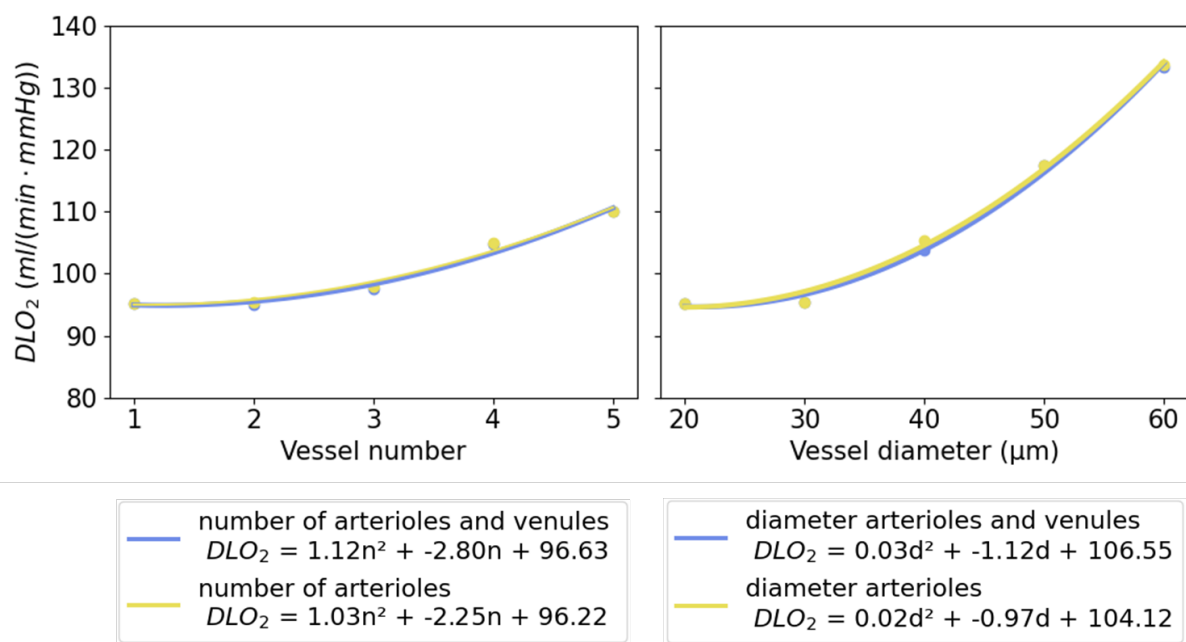 140
130
120
110
100
90
80
DLO₂ (ml/(min · mmHg))
1 2 3 4 5
Vessel number
20 30 40 50 60
Vessel diameter (µm)
number of arterioles and venules
DLO₂ = 1.12n² + -2.80n + 96.63
number of arterioles
DLO₂ = 1.03n² + -2.25n + 96.22
diameter arterioles and venules
DLO₂ = 0.03d² + -1.12d + 106.55
diameter arterioles
DLO₂ = 0.02d² + -0.97d + 104.12